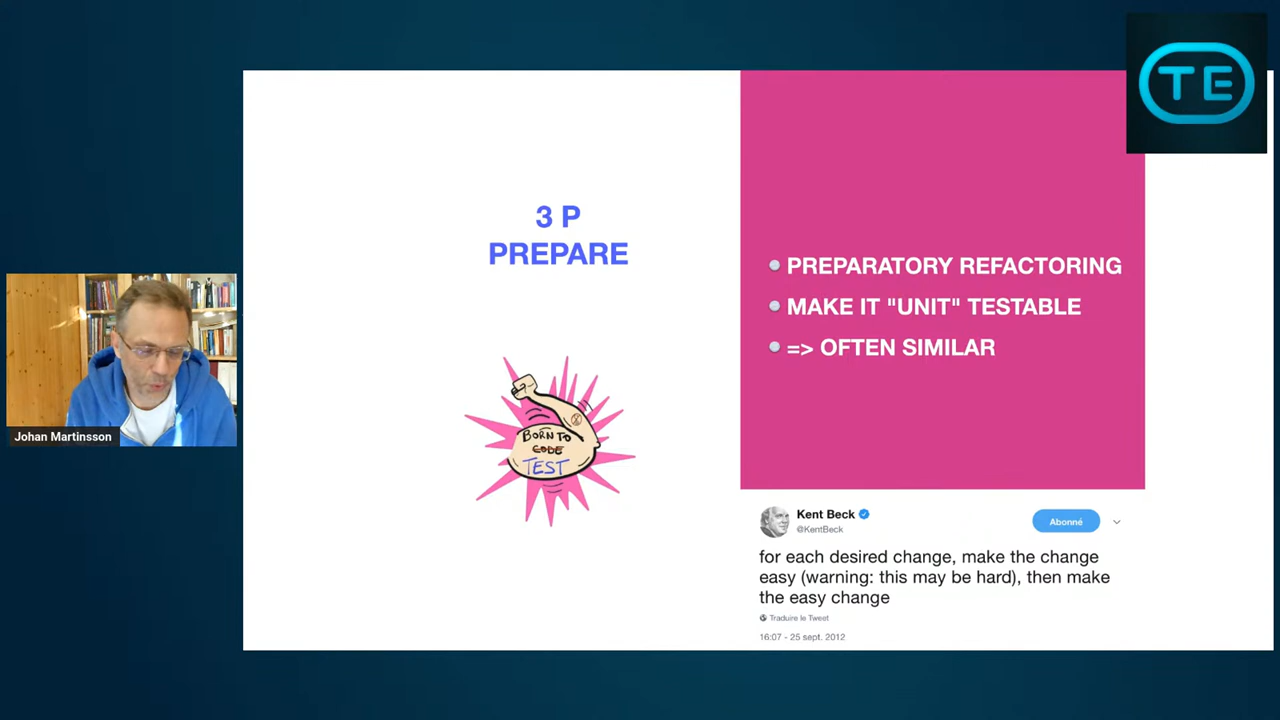 TE
3 P
PREPARE
PREPARATORY REFACTORING
MAKE IT "UNIT" TESTABLE
=> OFTEN SIMILAR
BORN TO
CODE
TEST
Johan Martinsson
Kent Beck
@KentBeck
Abonné
for each desired change, make the change
easy (warning: this may be hard), then make
the easy change
Traduire le Tweet
16:07 - 25 sept. 2012